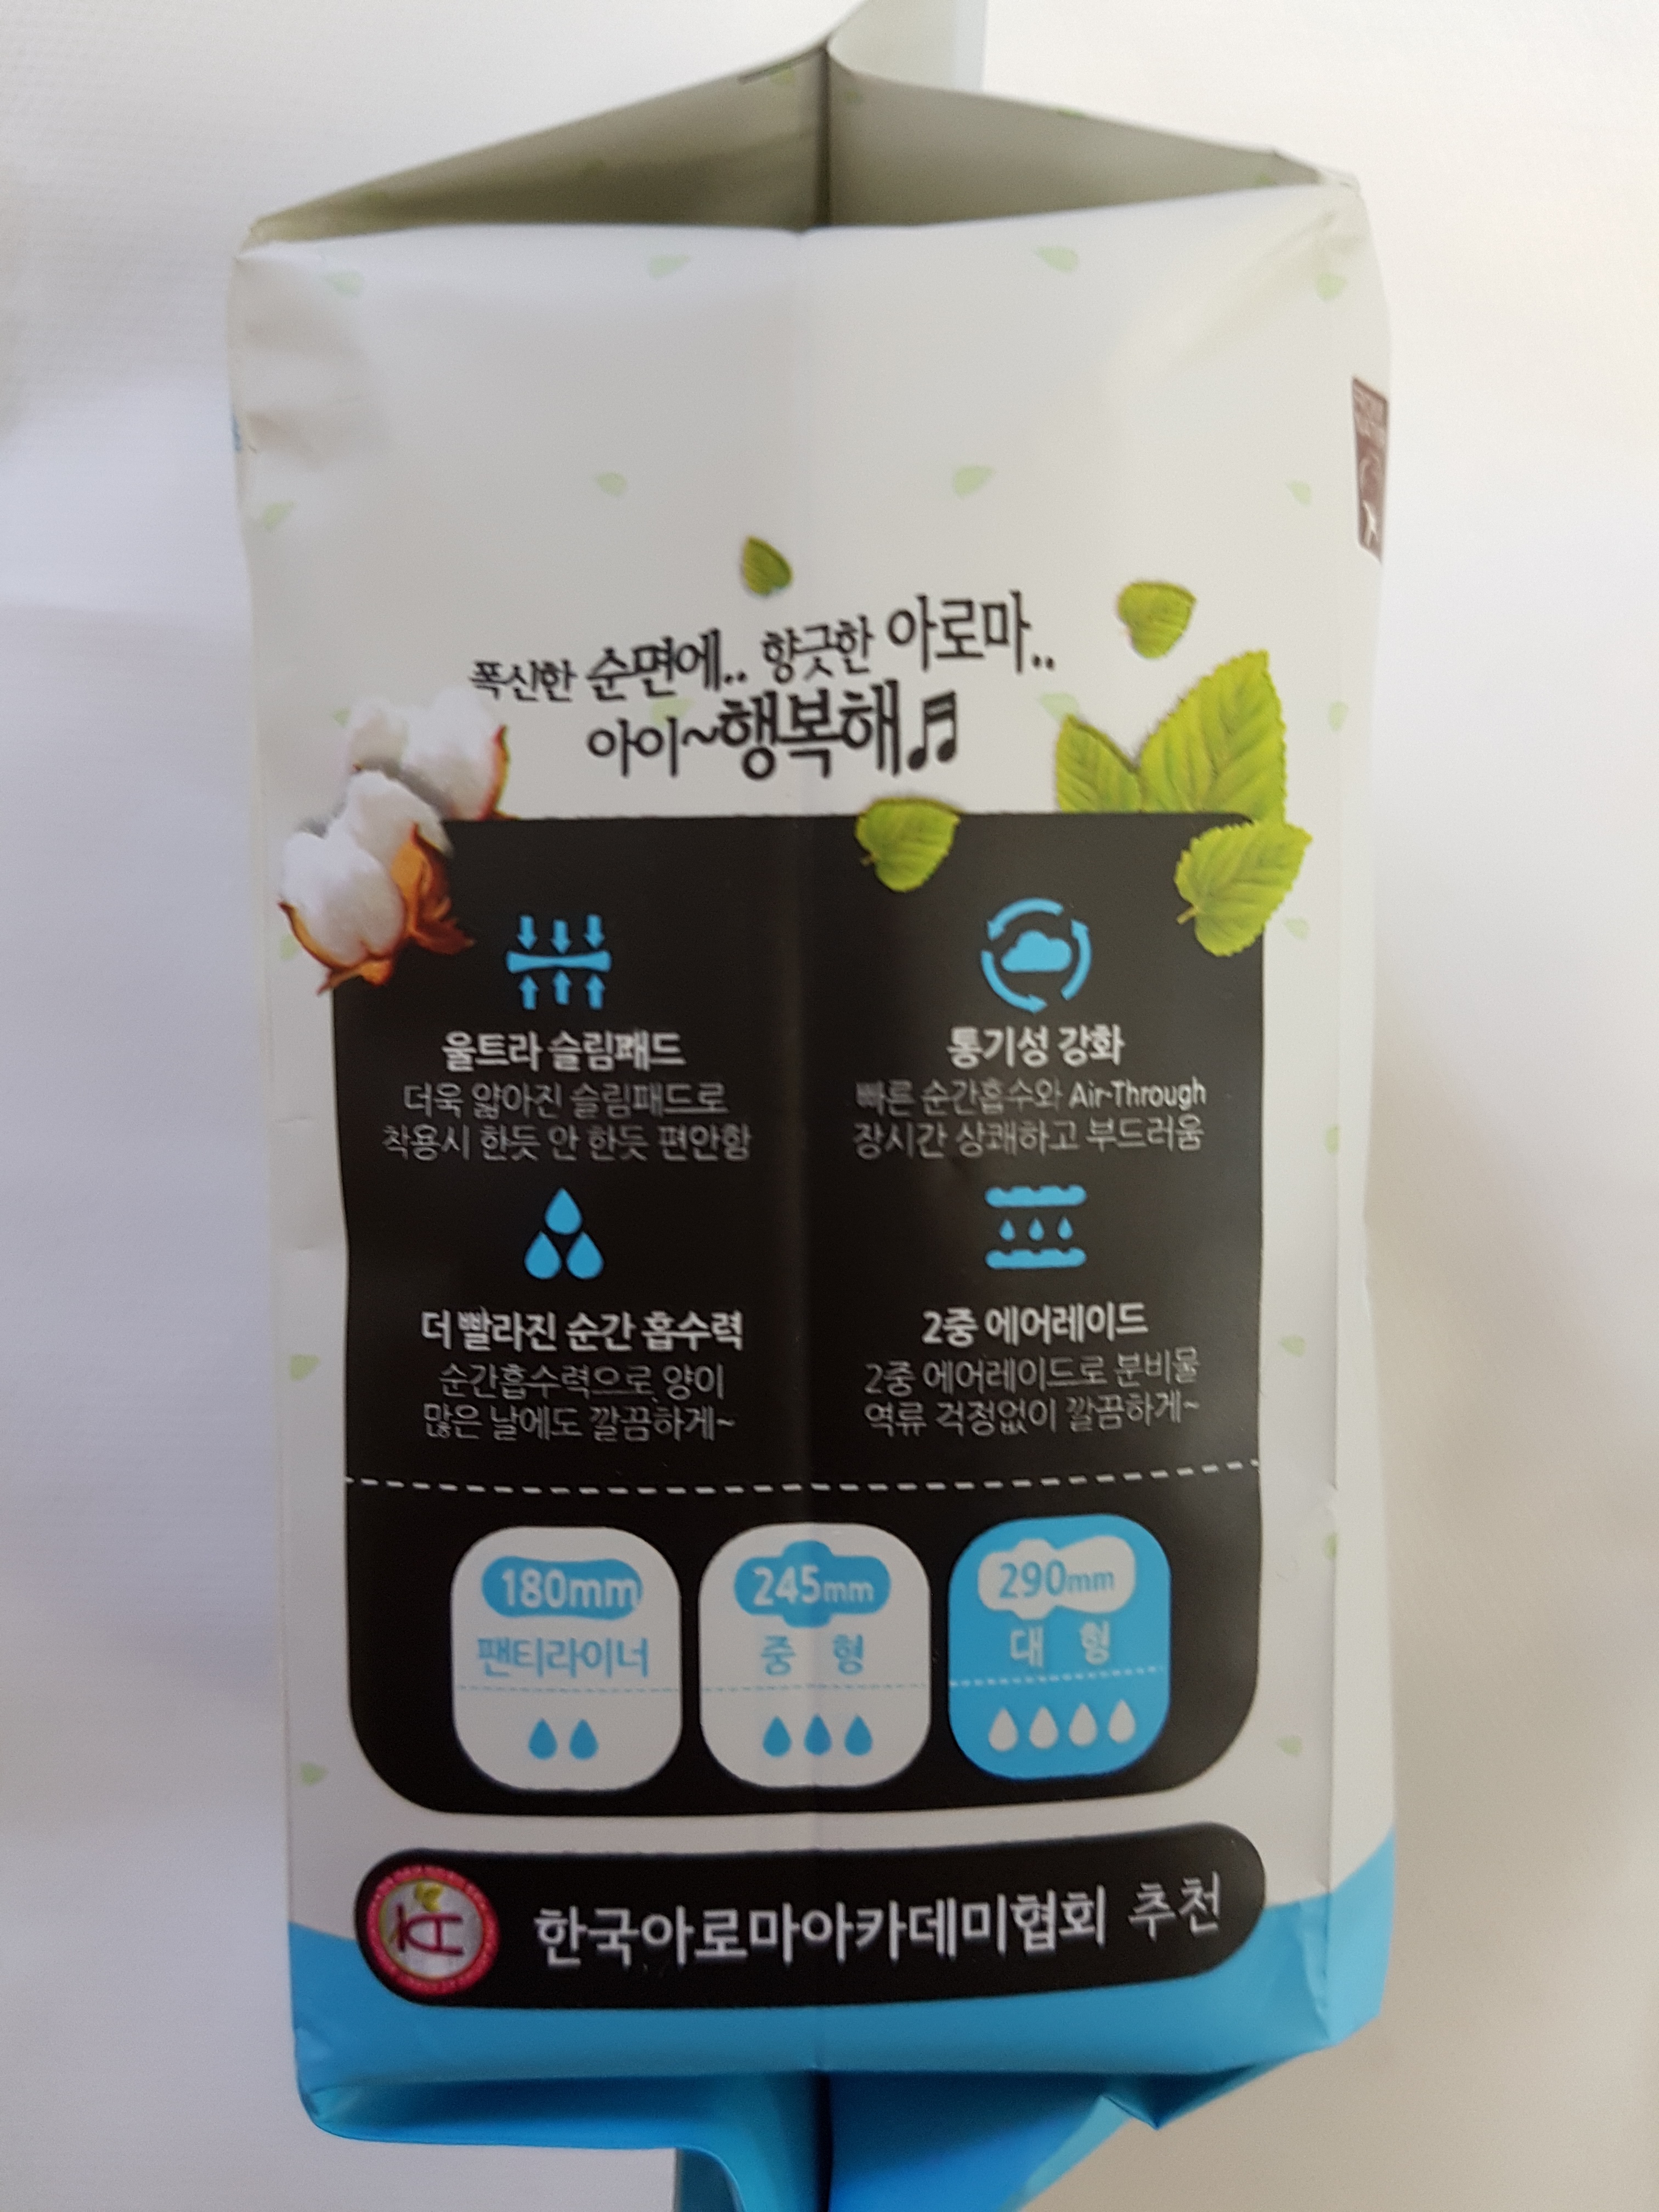 폭신한 순면에.. 향긋한 아로마..
아이~행복해♬
울트라 슬림패드
더욱 얇아진 슬림패드로
착용시 한듯 안 한듯 편안함
통기성 강화
빠른 순간흡수와 Air-Through
장시간 상쾌하고 부드러움
더 빨라진 순간 흡수력
순간흡수력으로 양이
많은 날에도 깔끔하게~
2중 에어레이드
2중 에어레이드로 분비물
역류 걱정없이 깔끔하게~
180mm
팬티라이너
245mm
중 형
290mm
대 형
한국아로마아카데미협회 추천